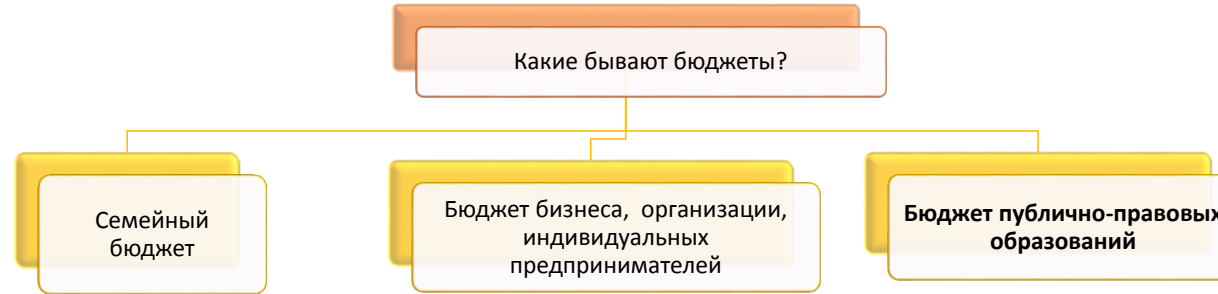 Какие бывают бюджеты?
Семейный
бюджет
Бюджет бизнеса, организации,
индивидуальных
предпринимателей
Бюджет публично-правовых
образований